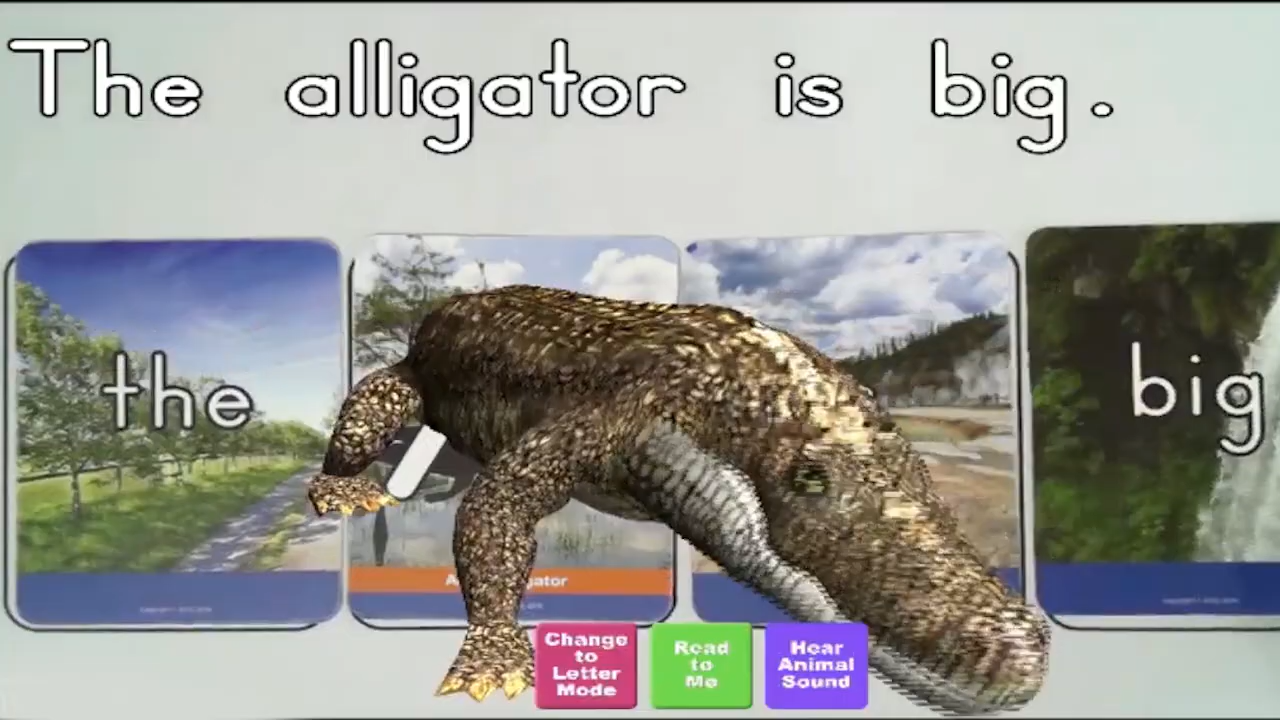 The alligator is big.
the
big
Change
to
Letter
Mode
Read
to
Me
Hear
Animal
Sound